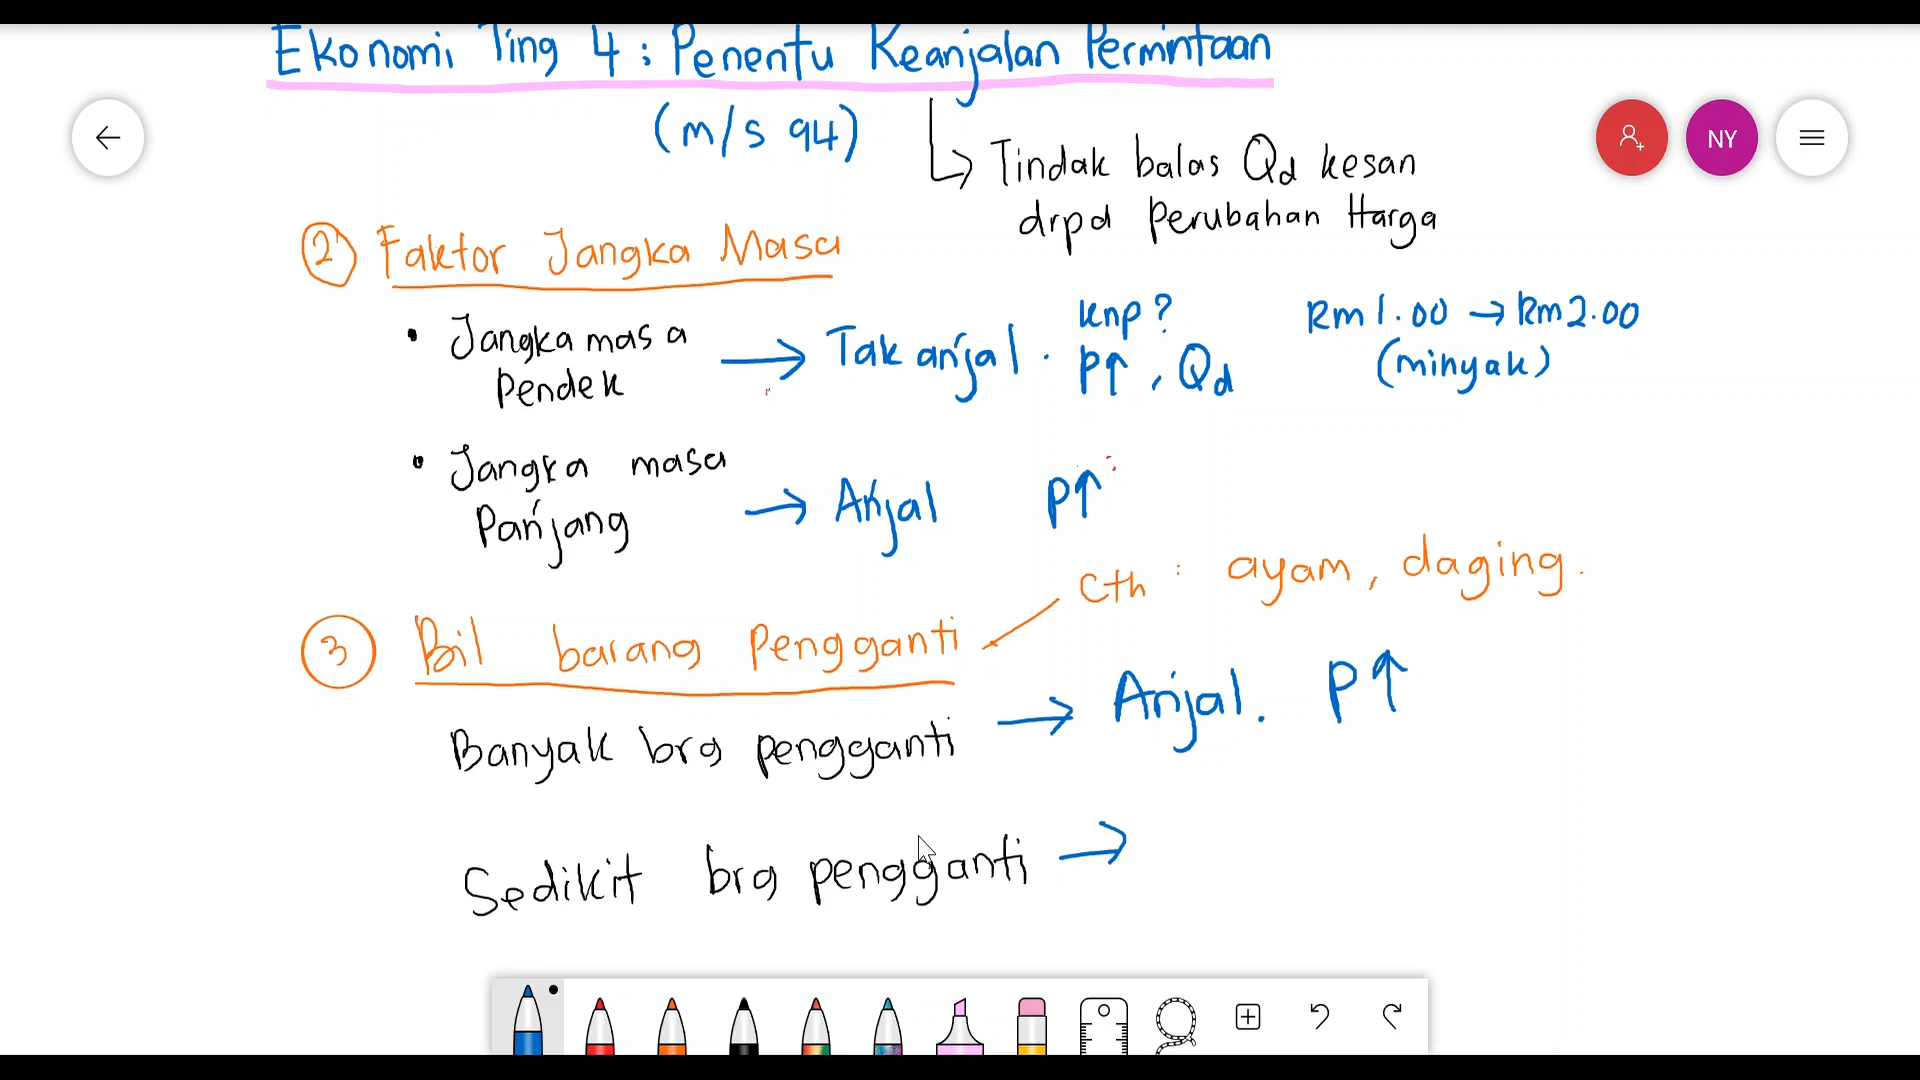 Ekonomi Ting 4 : Penentu Keanjalan Permintaan
(m/s 94)
Tindak balas Qd kesan
drpd Perubahan Harga
2 Faktor Jangka Masa
• Jangka masa
Pendek → Tak anjal . knp?
P↑ , Qd
RM1.00 → RM2.00
(minyak)
• Jangka masa
Panjang → Anjal P↑
Cth : ayam, daging.
3 Bil barang Pengganti
Banyak brg pengganti → Anjal. P↑
Sedikit brg pengganti →
NY